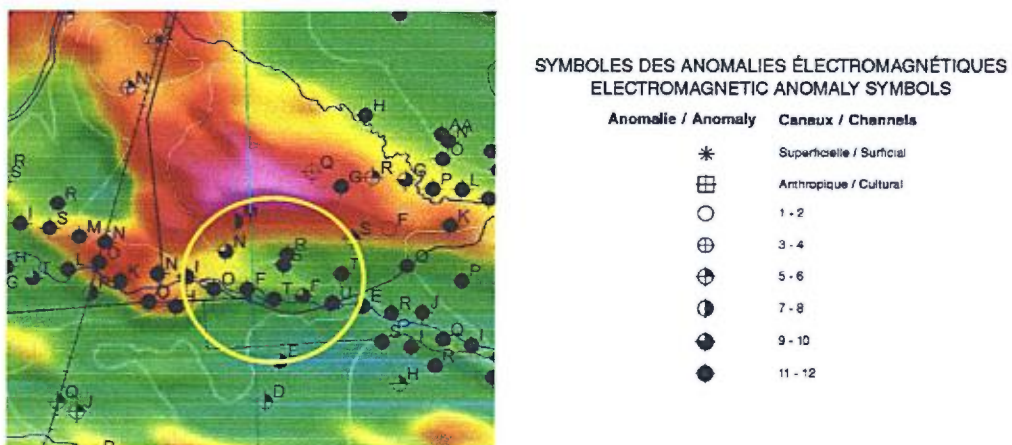 SYMBOLES DES ANOMALIES ÉLECTROMAGNÉTIQUES
ELECTROMAGNETIC ANOMALY SYMBOLS
Anomalie / Anomaly Canaux / Channels
Superficielle / Surficial
Anthropique / Cultural
1 - 2
3 - 4
5 - 6
7 - 8
9 - 10
11 - 12
H
Q
G R G P L
R
R
I S M N
S F K
N
H T L
G
K N I
R
T
O
P
O F T F U E R J
S
Q I
R
E
H
D
Q J